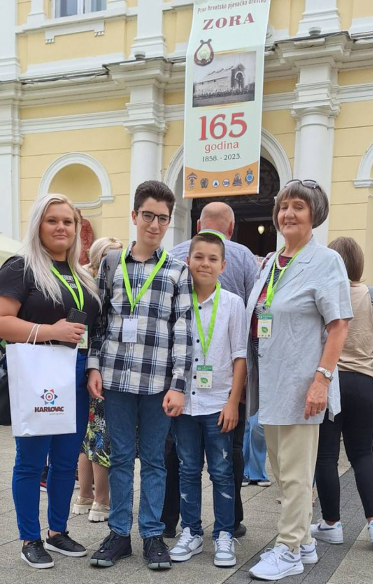 Prvo hrvatsko pjevačko društvo
ZORA
165
godina
1858. - 2023.
KARLOVAC